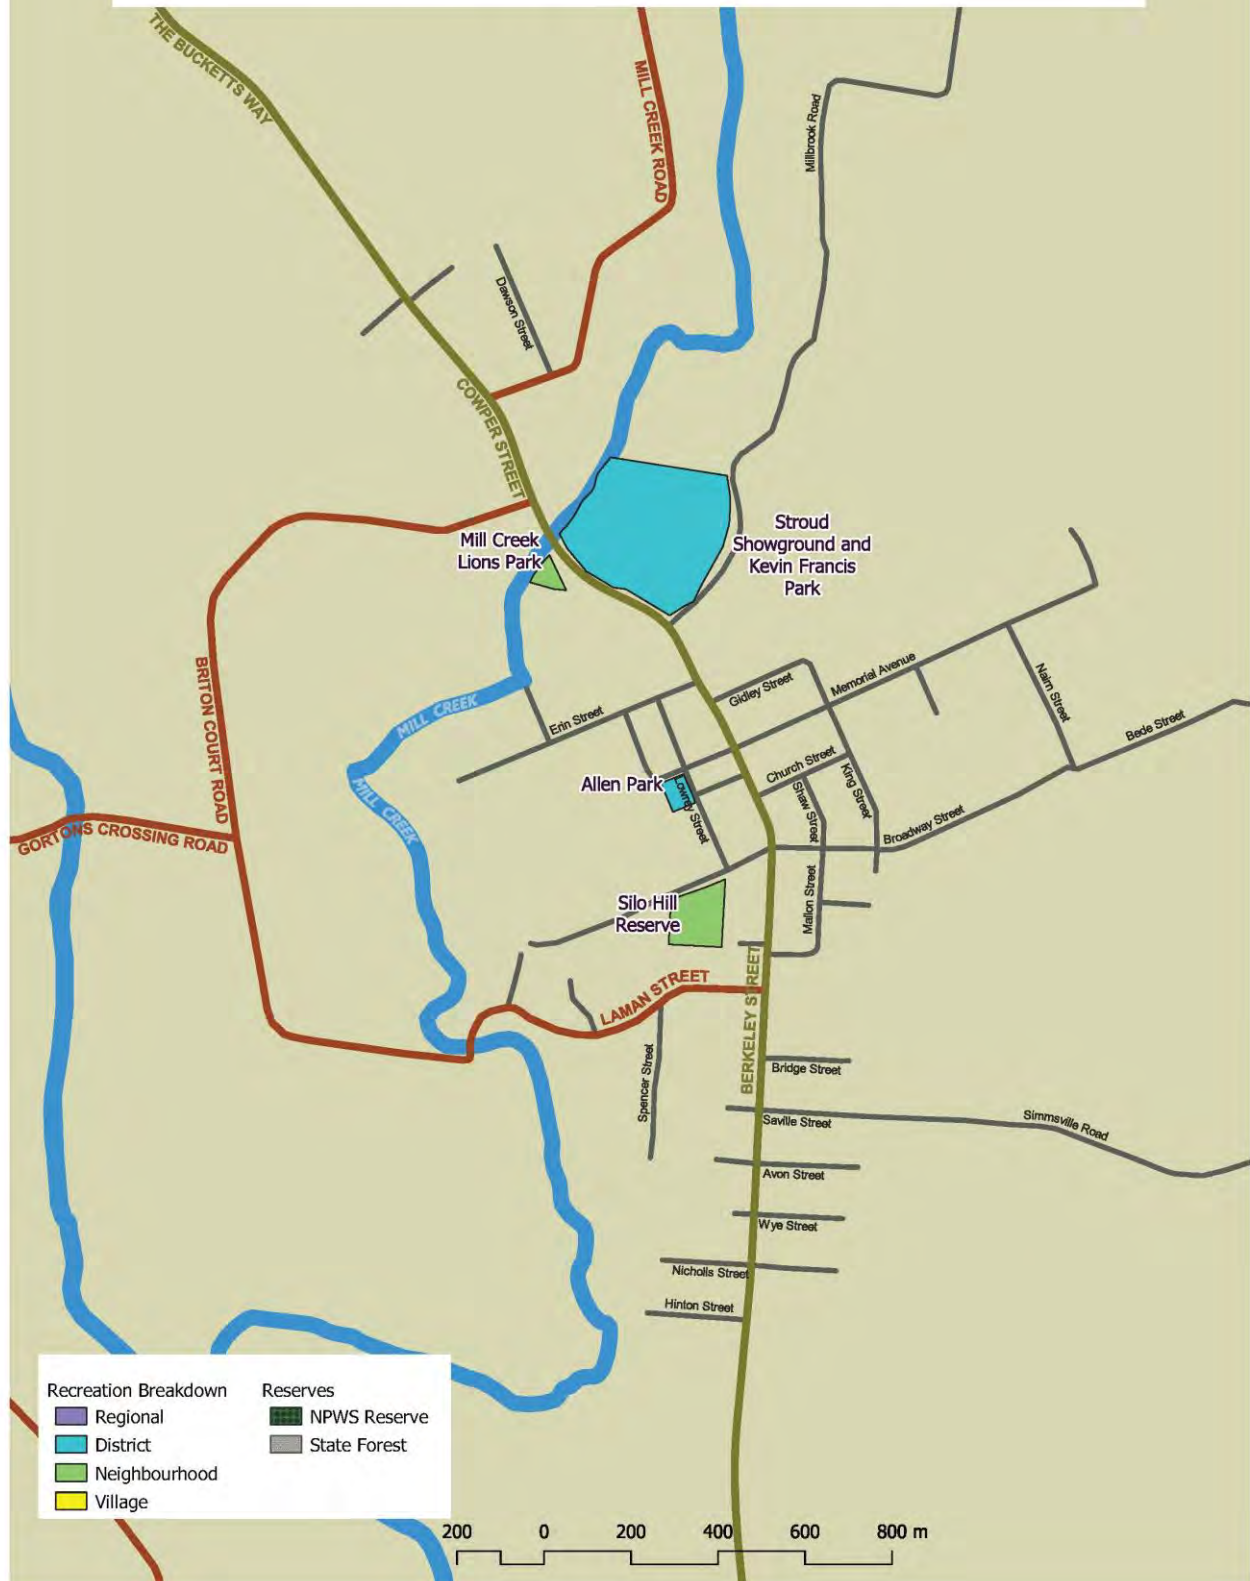 THE BUCKETTS WAY
MILL CREEK ROAD
Millbrook Road
Dawson Street
COWPER STREET
Mill Creek
Lions Park
Stroud
Showground and
Kevin Francis
Park
BRITON COURT ROAD
MILL CREEK
Erin Street
Gidley Street
Memorial Avenue
Nairn Street
Bede Street
MILL CREEK
Allen Park
Lowrey Street
Church Street
Shaw Street
King Street
Broadway Street
GORTONS CROSSING ROAD
Silo Hill
Reserve
Mallon Street
LAMAN STREET
BERKELEY STREET
Spencer Street
Bridge Street
Saville Street
Simmsville Road
Avon Street
Wye Street
Nicholls Street
Hinton Street
Recreation Breakdown
Regional
District
Neighbourhood
Village
Reserves
NPWS Reserve
State Forest
200 0 200 400 600 800 m